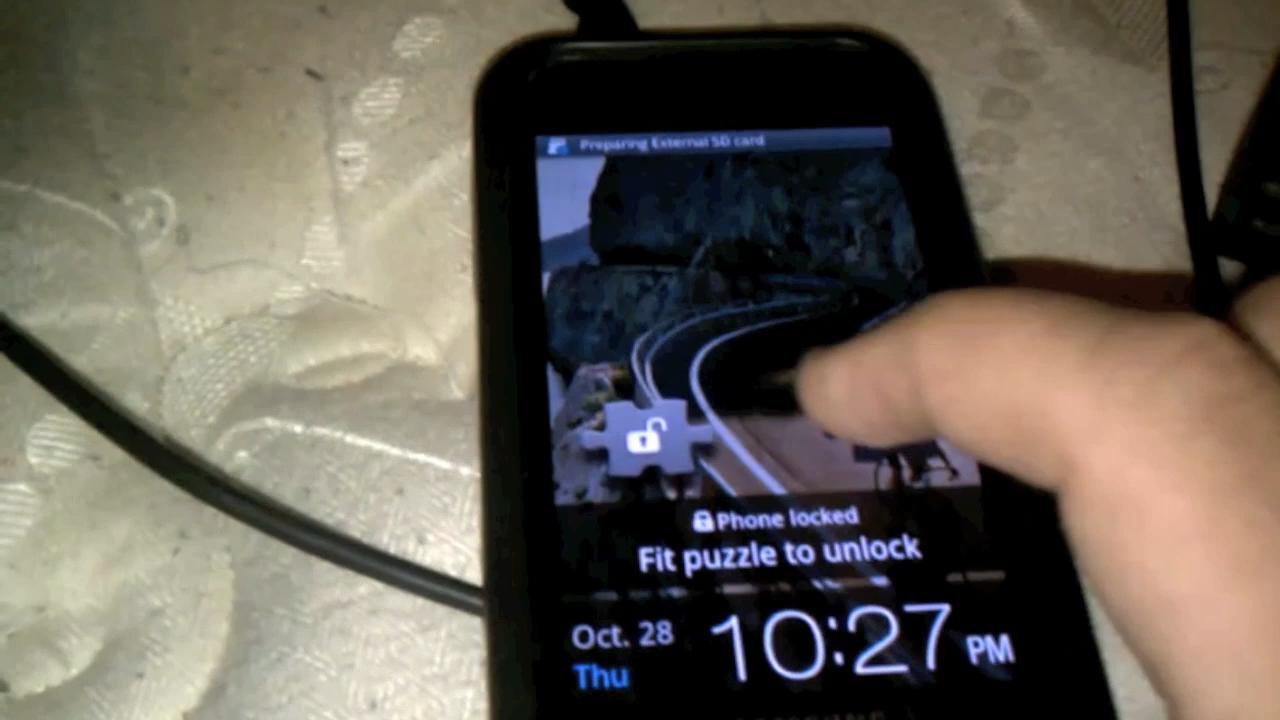 Preparing External SD card
Phone locked
Fit puzzle to unlock
Oct. 28
Thu
10:27 PM